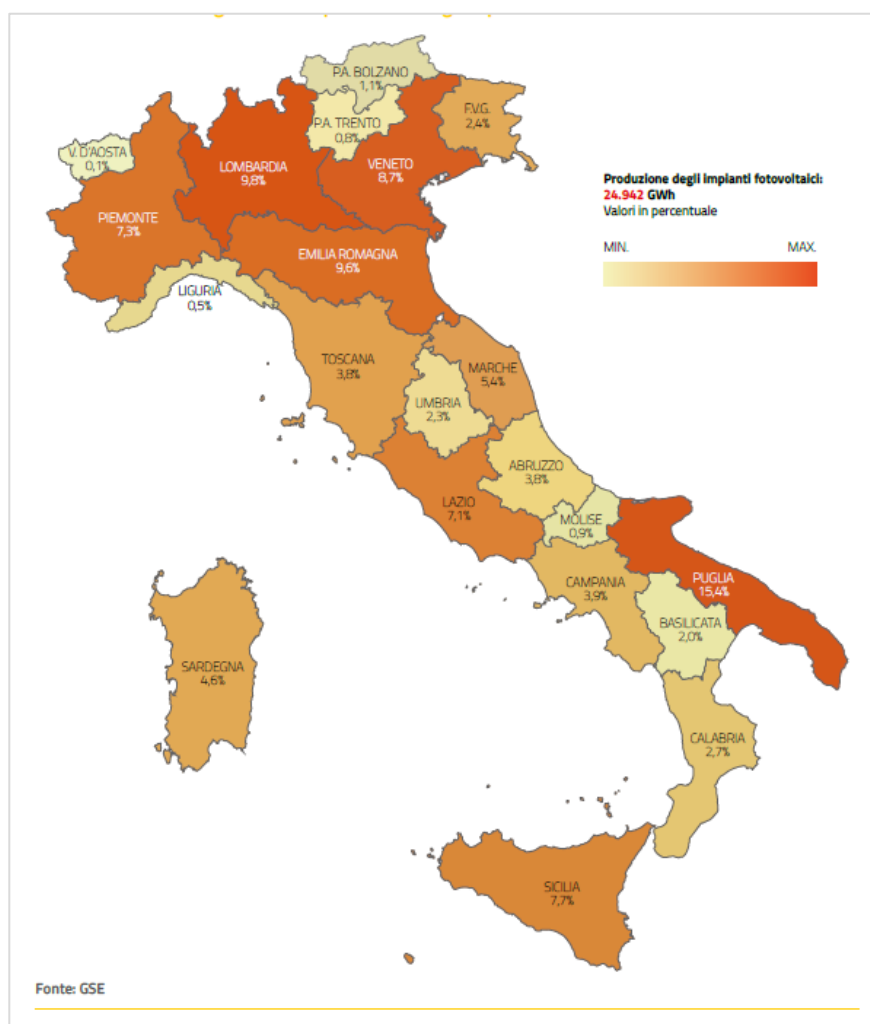 P.A. BOLZANO
1,1%
P.A. TRENTO
0,8%
F.V.G.
2,4%
V. D'AOSTA
0,1%
LOMBARDIA
9,8%
VENETO
8,7%
Produzione degli impianti fotovoltaici:
24.942 GWh
Valori in percentuale
MIN. MAX.
PIEMONTE
7,3%
EMILIA ROMAGNA
9,6%
LIGURIA
0,5%
TOSCANA
3,8%
MARCHE
5,4%
UMBRIA
2,3%
ABRUZZO
3,8%
LAZIO
7,1%
MOLISE
0,9%
CAMPANIA
3,9%
PUGLIA
15,4%
BASILICATA
2,0%
SARDEGNA
4,6%
CALABRIA
2,7%
SICILIA
7,7%
Fonte: GSE